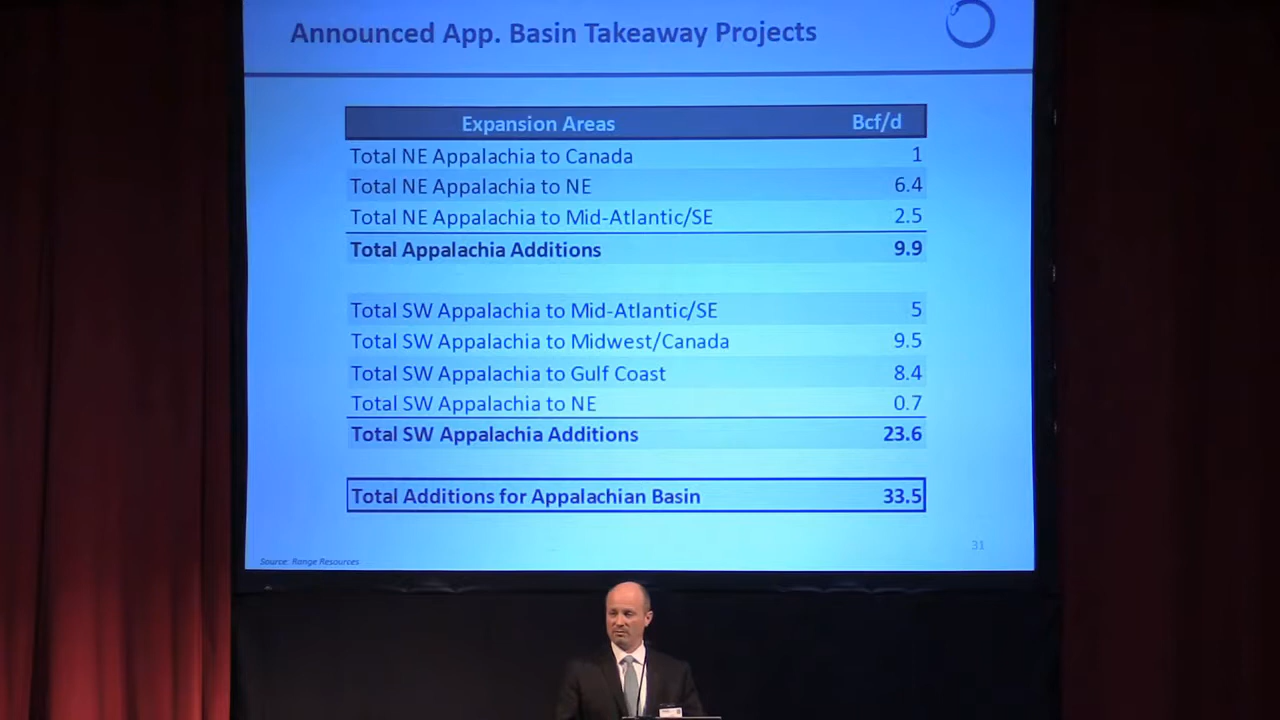 Announced App. Basin Takeaway Projects
Expansion Areas Bcf/d
Total NE Appalachia to Canada 1
Total NE Appalachia to NE 6.4
Total NE Appalachia to Mid-Atlantic/SE 2.5
Total Appalachia Additions 9.9
Total SW Appalachia to Mid-Atlantic/SE 5
Total SW Appalachia to Midwest/Canada 9.5
Total SW Appalachia to Gulf Coast 8.4
Total SW Appalachia to NE 0.7
Total SW Appalachia Additions 23.6
Total Additions for Appalachian Basin 33.5
31
Source: Range Resources